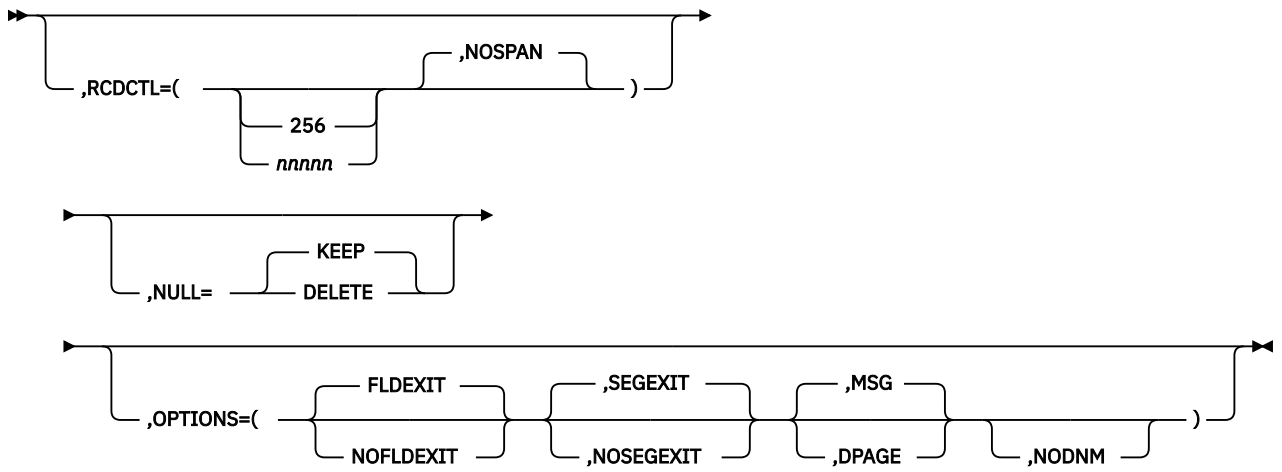 ,NOSPAN
,RCDCTL=( )
256
nnnnn
KEEP
,NULL= DELETE
FLDEXIT ,SEGEXIT ,MSG
,OPTIONS=( )
NOFLDEXIT ,NOSEGEXIT ,DPAGE ,NODNM